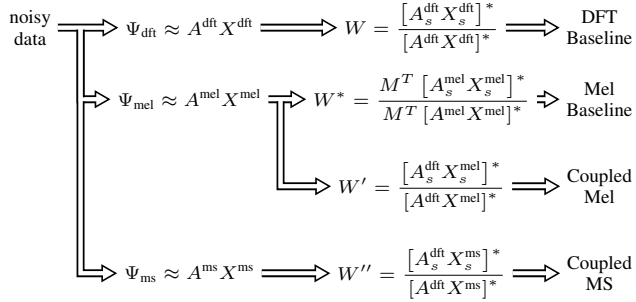 noisy data Ψ_dft ≈ A^dft X^dft W = [A_s^dft X_s^dft]^* / [A^dft X^dft]^* DFT Baseline
Ψ_mel ≈ A^mel X^mel W^* = M^T [A_s^mel X_s^mel]^* / M^T [A^mel X^mel]^* Mel Baseline
W′ = [A_s^dft X_s^mel]^* / [A^dft X^mel]^* Coupled Mel
Ψ_ms ≈ A^ms X^ms W′′ = [A_s^dft X_s^ms]^* / [A^dft X^ms]^* Coupled MS